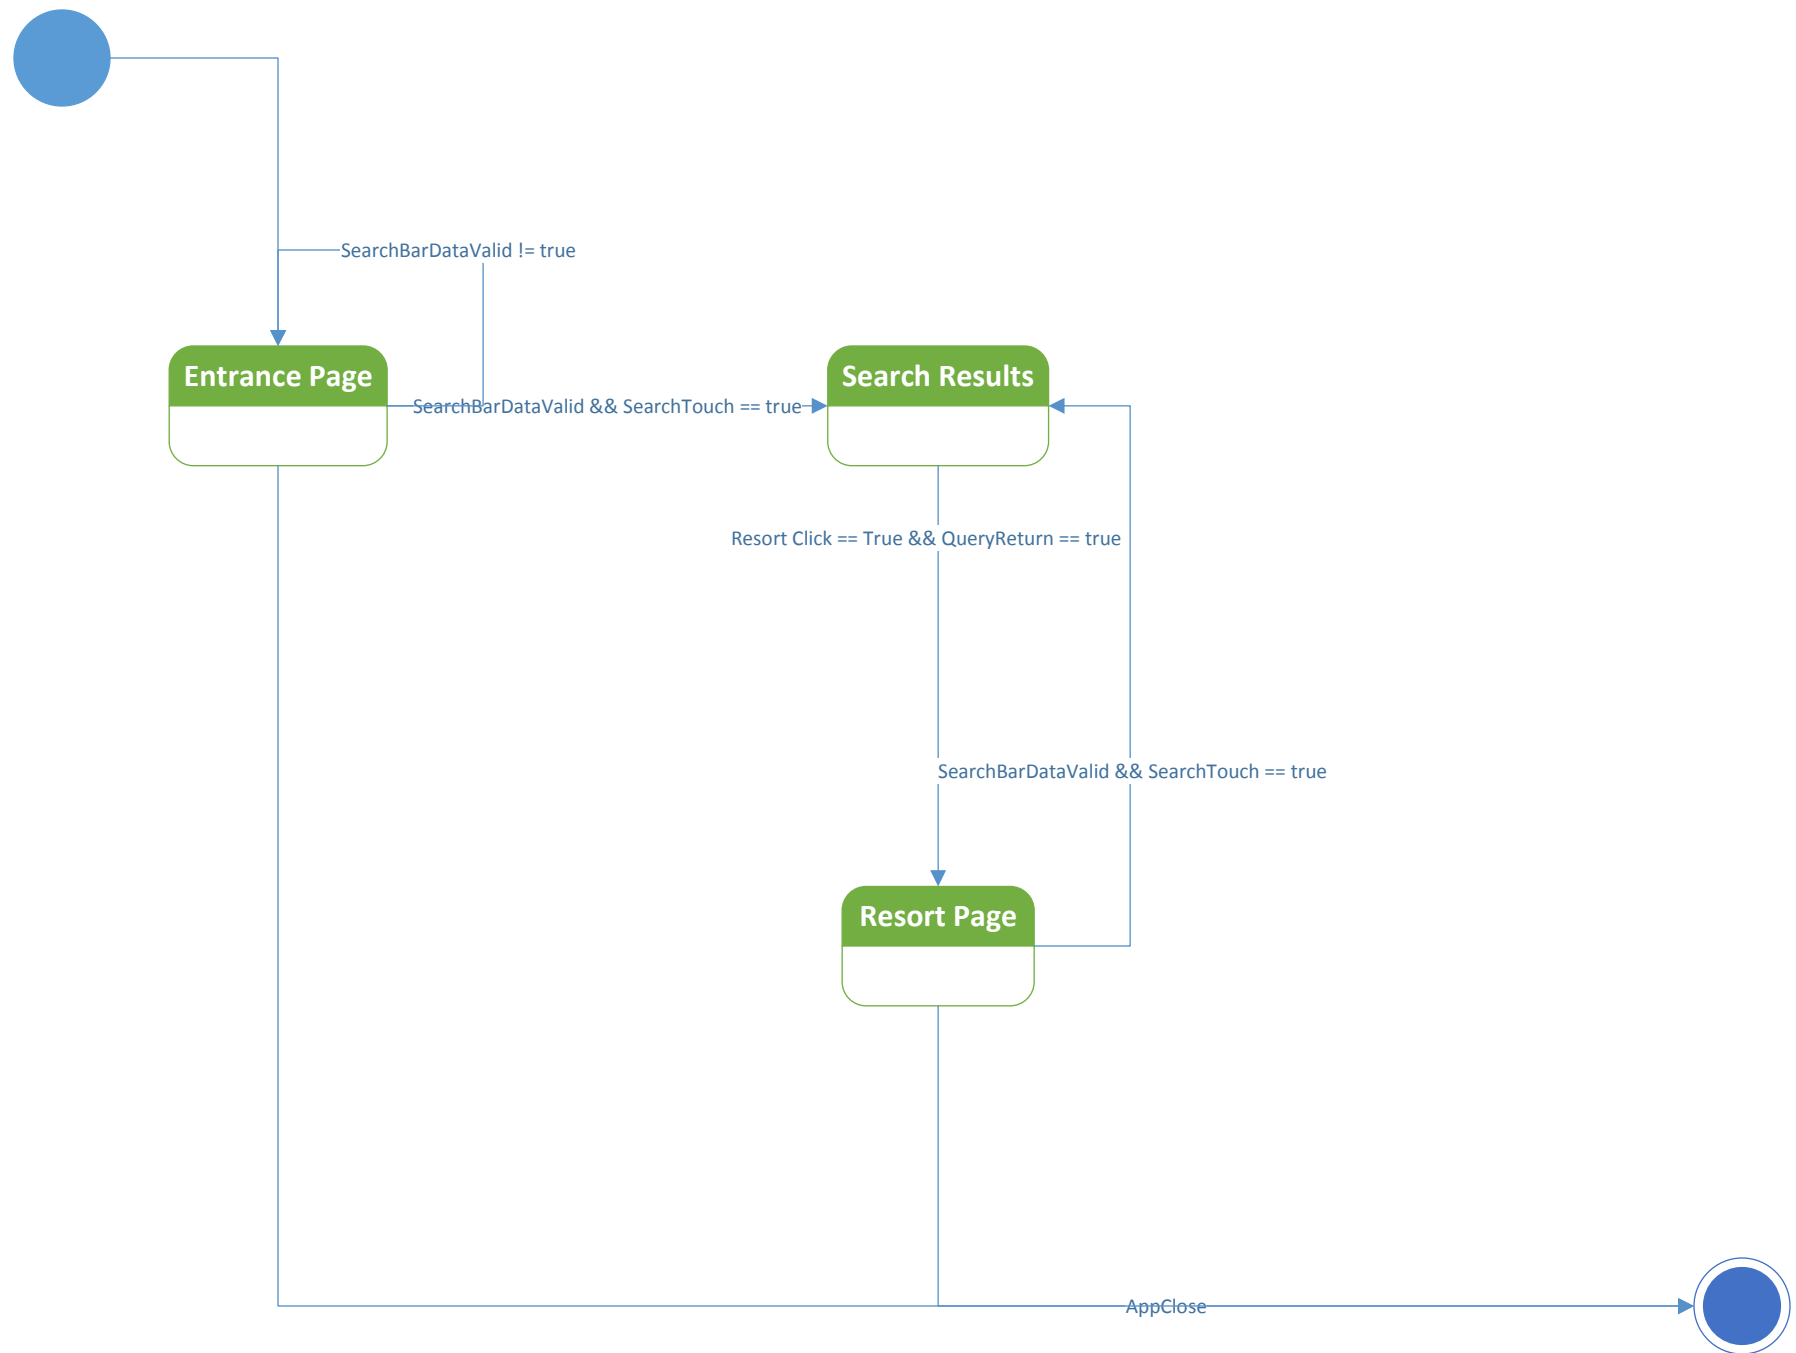 SearchBarDataValid != true
Entrance Page
Search Results
SearchBarDataValid && SearchTouch == true
Resort Click == True && QueryReturn == true
SearchBarDataValid && SearchTouch == true
Resort Page
AppClose